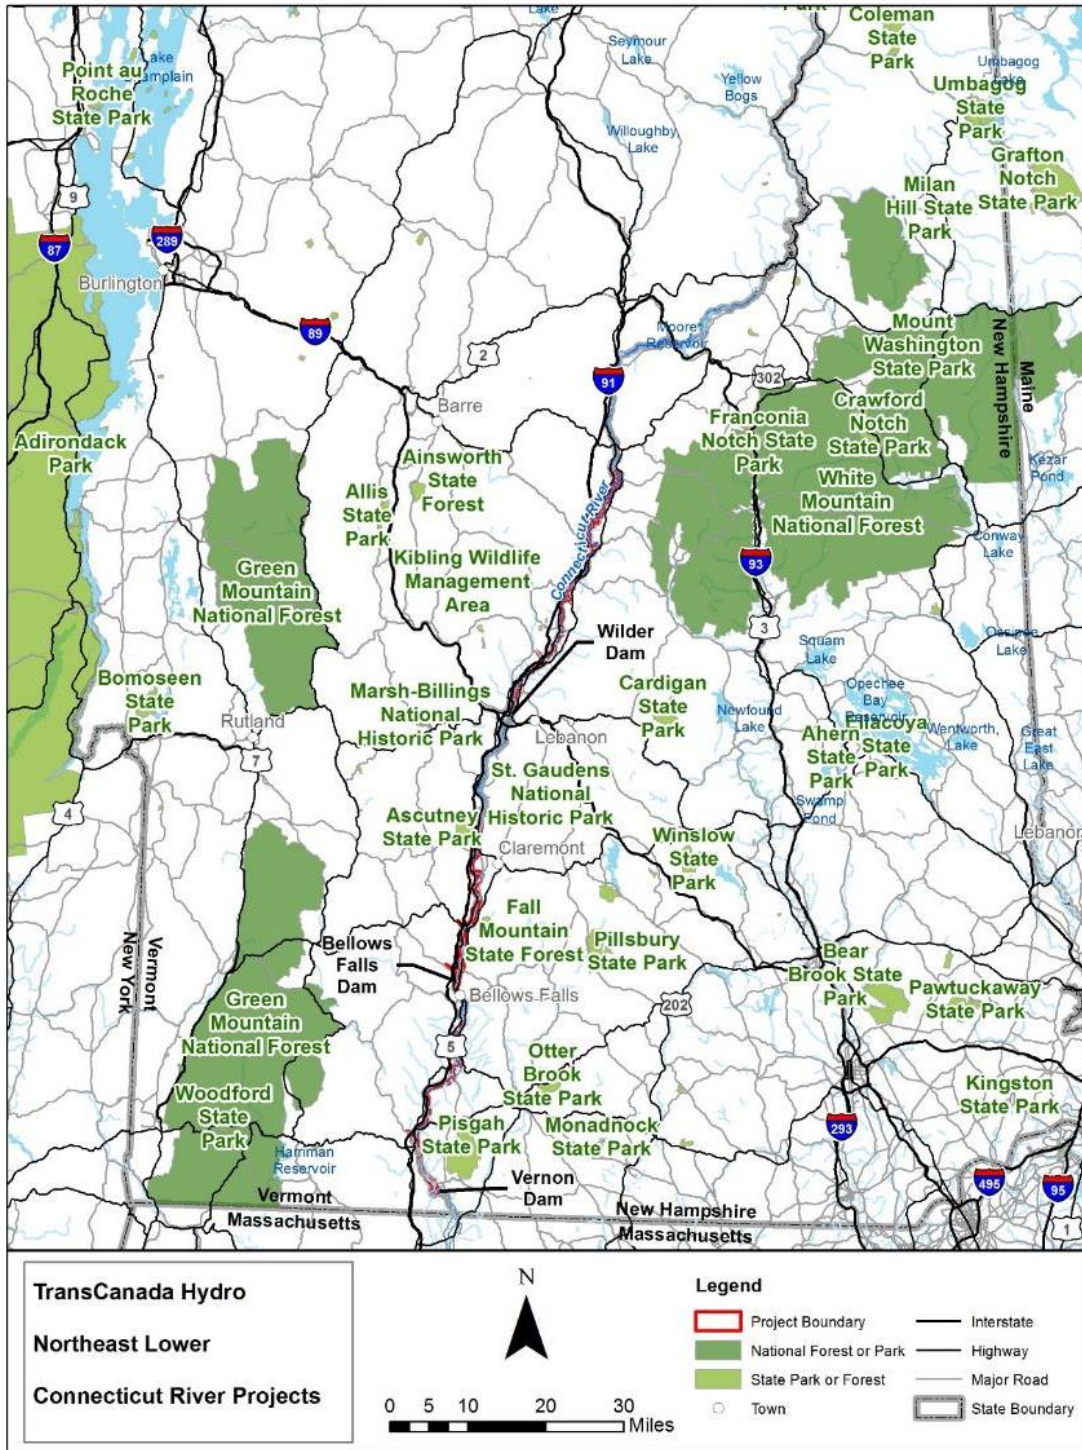 Lake
Park
Coleman
State
Park
Seymour
Lake
Lake
Champlain
Point au
Roche
State Park
Yellow
Bogs
Umbagog
Lake
Umbagog
State
Park
Willoughby
Lake
Grafton
Notch
State Park
Milan
Hill State
Park
9
87
289
Burlington
89
2
Moore
Reservoir
Mount
Washington
State Park
New Hampshire
Maine
91
302
Barre
Franconia
Notch State
Park
Crawford
Notch
State Park
Adirondack
Park
Ainsworth
State
Forest
Allis
State
Park
White
Mountain
National Forest
Kezar
Pond
Connecticut River
Conway
Lake
Kibling Wildlife
Management
Area
93
Green
Mountain
National Forest
3
Wilder
Dam
Squam
Lake
Ossipee
Lake
Bomoseen
State
Park
Marsh-Billings
National
Historic Park
Cardigan
State
Park
Opechee
Bay
Reservoir
Newfound
Lake
Rutland
Lebanon
Ellacoya
State
Park
Ahern
State
Park
Wentworth,
Lake
Great
East
Lake
7
St. Gaudens
National
Historic Park
4
Ascutney
State Park
Swamp
Pond
Lebanon
Claremont
Winslow
State
Park
Fall
Mountain
State Forest
Vermont
New York
Bellows
Falls
Dam
Pillsbury
State Park
Bear
Brook State
Park
Pawtuckaway
State Park
Bellows Falls
202
Green
Mountain
National Forest
5
Otter
Brook
State Park
Woodford
State
Park
Kingston
State Park
293
Pisgah
State Park
Monadnock
State Park
Harriman
Reservoir
Vernon
Dam
495
95
Vermont
Massachusetts
New Hampshire
Massachusetts
1
TransCanada Hydro
Northeast Lower
Connecticut River Projects
N
0 5 10 20 30
Miles
Legend
Project Boundary
National Forest or Park
State Park or Forest
Town
Interstate
Highway
Major Road
State Boundary